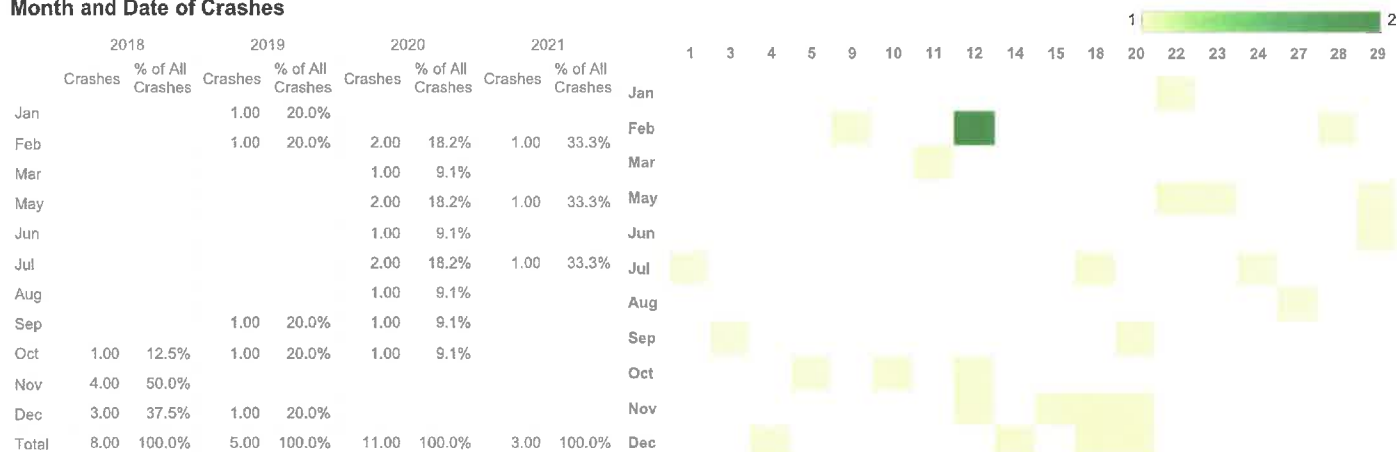 Month and Date of Crashes
1 2
2018 2019 2020 2021
Crashes % of All Crashes Crashes % of All Crashes Crashes % of All Crashes Crashes % of All Crashes
Jan 1.00 20.0%
Feb 1.00 20.0% 2.00 18.2% 1.00 33.3%
Mar 1.00 9.1%
May 2.00 18.2% 1.00 33.3%
Jun 1.00 9.1%
Jul 2.00 18.2% 1.00 33.3%
Aug 1.00 9.1%
Sep 1.00 20.0% 1.00 9.1%
Oct 1.00 12.5% 1.00 20.0% 1.00 9.1%
Nov 4.00 50.0%
Dec 3.00 37.5% 1.00 20.0%
Total 8.00 100.0% 5.00 100.0% 11.00 100.0% 3.00 100.0%
1 3 4 5 9 10 11 12 14 15 18 20 22 23 24 27 28 29
Jan
Feb
Mar
May
Jun
Jul
Aug
Sep
Oct
Nov
Dec